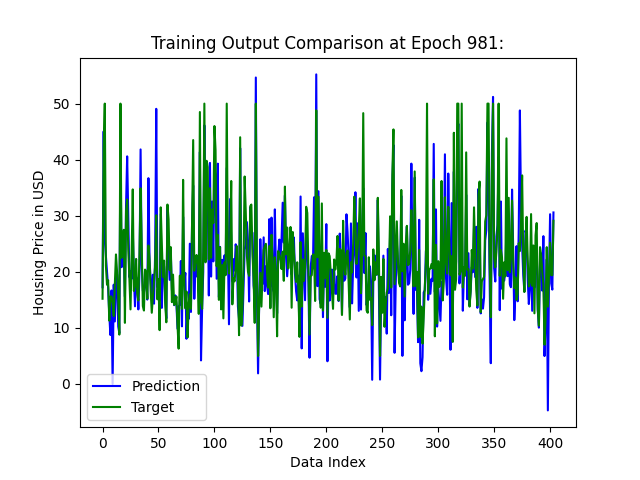 Training Output Comparison at Epoch 981:
Housing Price in USD
50
40
30
20
10
0
Prediction
Target
0 50 100 150 200 250 300 350 400
Data Index